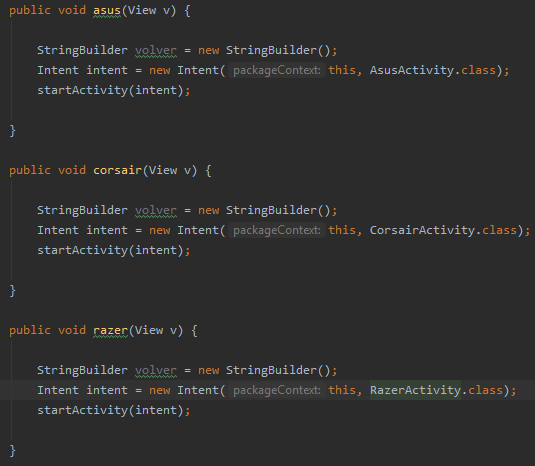 public void asus(View v) {
StringBuilder volver = new StringBuilder();
Intent intent = new Intent( packageContext: this, AsusActivity.class);
startActivity(intent);
}
public void corsair(View v) {
StringBuilder volver = new StringBuilder();
Intent intent = new Intent( packageContext: this, CorsairActivity.class);
startActivity(intent);
}
public void razer(View v) {
StringBuilder volver = new StringBuilder();
Intent intent = new Intent( packageContext: this, RazerActivity.class);
startActivity(intent);
}